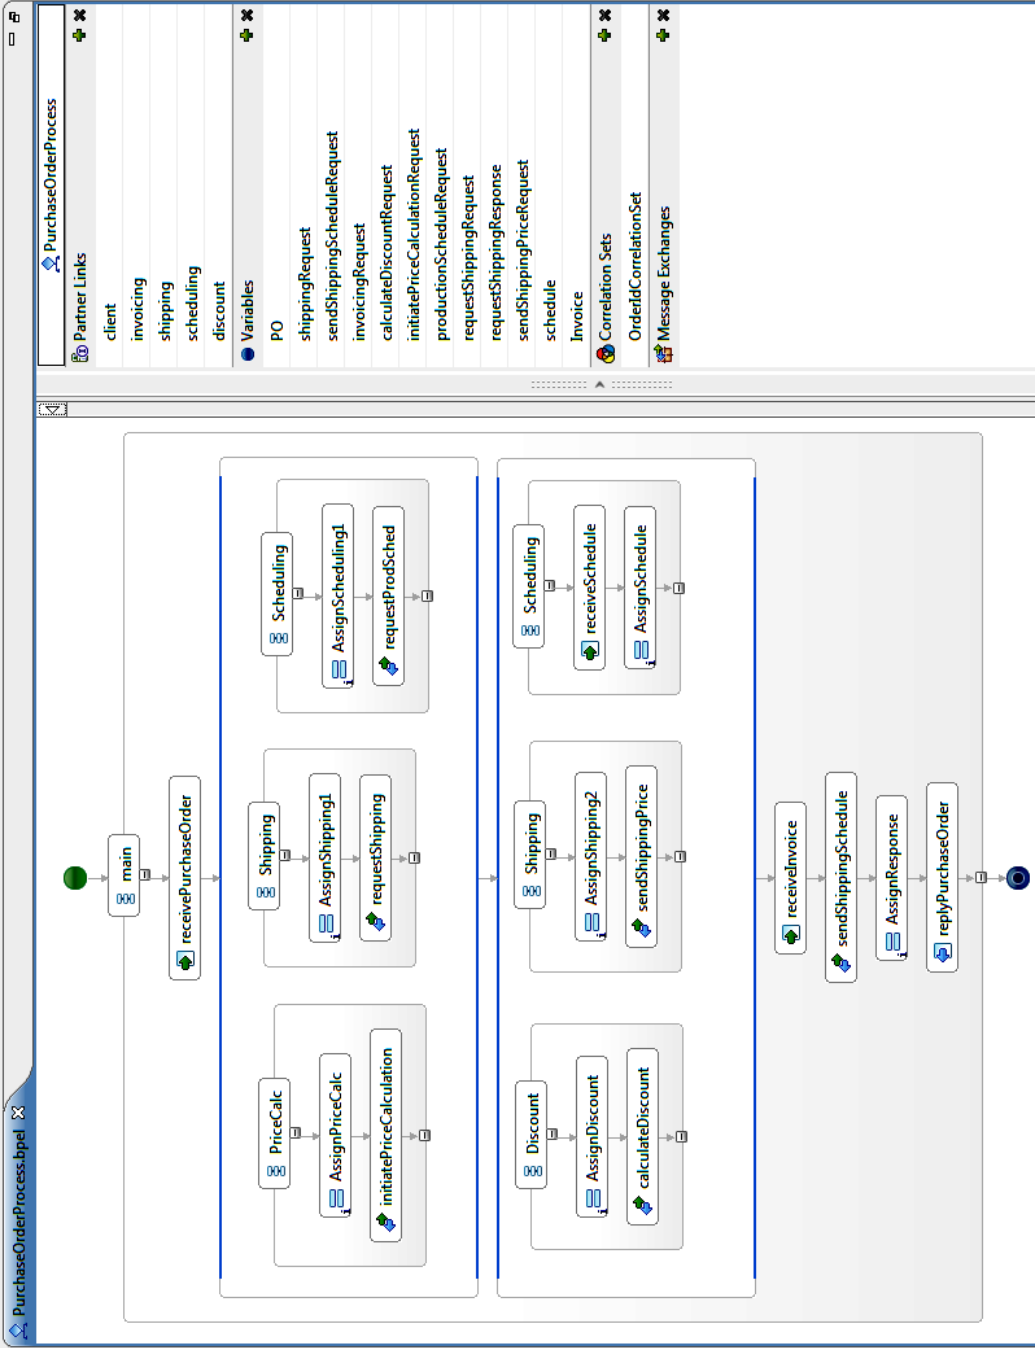 PurchaseOrderProcess.bpel
main
receivePurchaseOrder
PriceCalc
AssignPriceCalc
initiatePriceCalculation
Shipping
AssignShipping1
requestShipping
Scheduling
AssignScheduling1
requestProdSched
Discount
AssignDiscount
calculateDiscount
Shipping
AssignShipping2
sendShippingPrice
Scheduling
receiveSchedule
AssignSchedule
receiveInvoice
sendShippingSchedule
AssignResponse
replyPurchaseOrder
PurchaseOrderProcess
Partner Links
client
invoicing
shipping
scheduling
discount
Variables
PO
shippingRequest
sendShippingScheduleRequest
invoicingRequest
calculateDiscountRequest
initiatePriceCalculationRequest
productionScheduleRequest
requestShippingRequest
requestShippingResponse
sendShippingPriceRequest
schedule
Invoice
Correlation Sets
OrderIdCorrelationSet
Message Exchanges